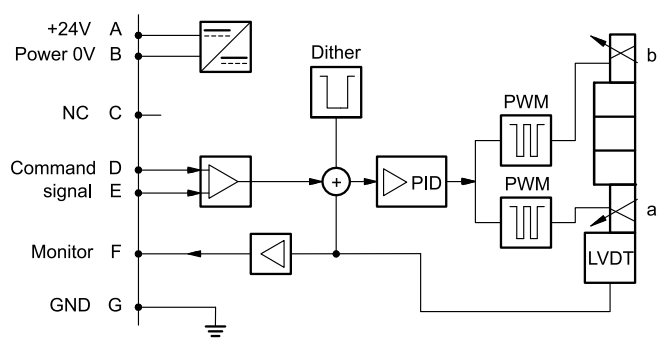 +24V A
Power 0V B
NC C
Command D
signal E
Monitor F
GND G
Dither
+
PID
PWM
PWM
b
a
LVDT